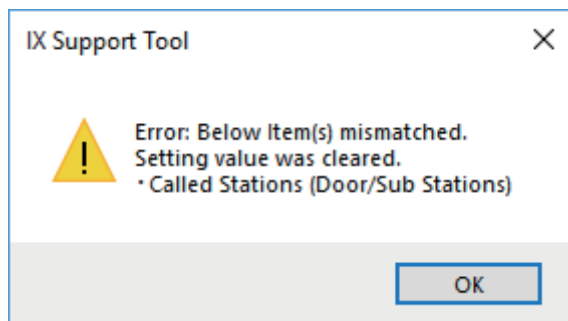 IX Support Tool
Error: Below Item(s) mismatched.
Setting value was cleared.
・Called Stations (Door/Sub Stations)
OK